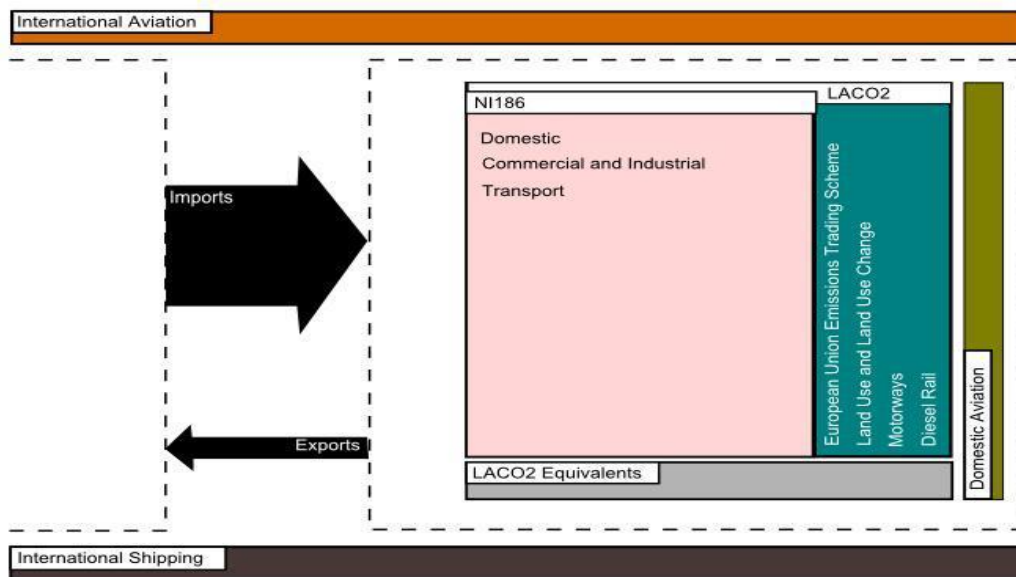 International Aviation
LACO2
NI186
Domestic
Commercial and Industrial
Transport
Imports
European Union Emissions Trading Scheme
Land Use and Land Use Change
Motorways
Diesel Rail
Domestic Aviation
Exports
LACO2 Equivalents
International Shipping